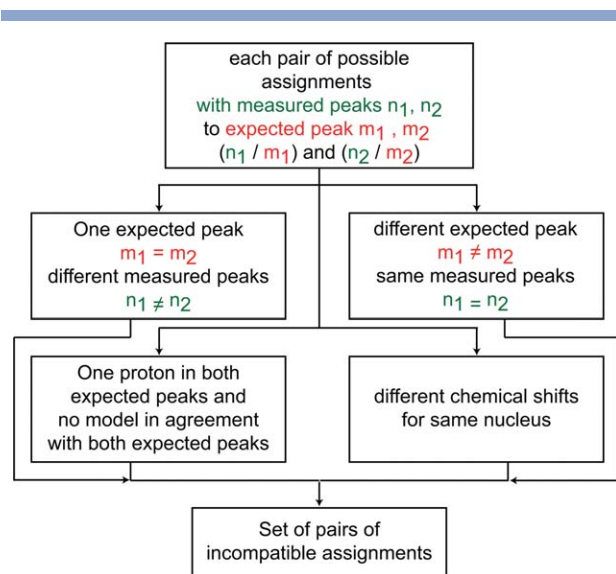 each pair of possible
assignments
with measured peaks n₁, n₂
to expected peak m₁ , m₂
(n₁ / m₁) and (n₂ / m₂)
One expected peak
m₁ = m₂
different measured peaks
n₁ ≠ n₂
different expected peak
m₁ ≠ m₂
same measured peaks
n₁ = n₂
One proton in both
expected peaks and
no model in agreement
with both expected peaks
different chemical shifts
for same nucleus
Set of pairs of
incompatible assignments